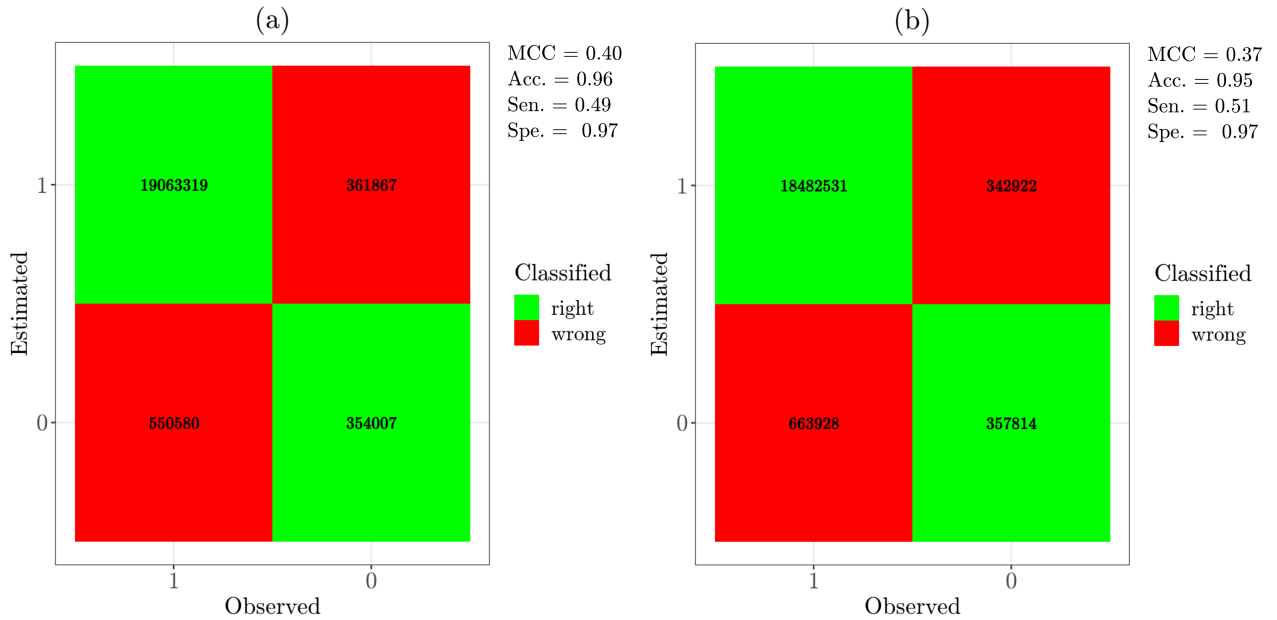 (a)
MCC = 0.40
Acc. = 0.96
Sen. = 0.49
Spe. = 0.97
19063319
361867
550580
354007
1
0
Estimated
1
0
Observed
Classified
right
wrong
(b)
MCC = 0.37
Acc. = 0.95
Sen. = 0.51
Spe. = 0.97
18482531
342922
663928
357814
1
0
Estimated
1
0
Observed
Classified
right
wrong